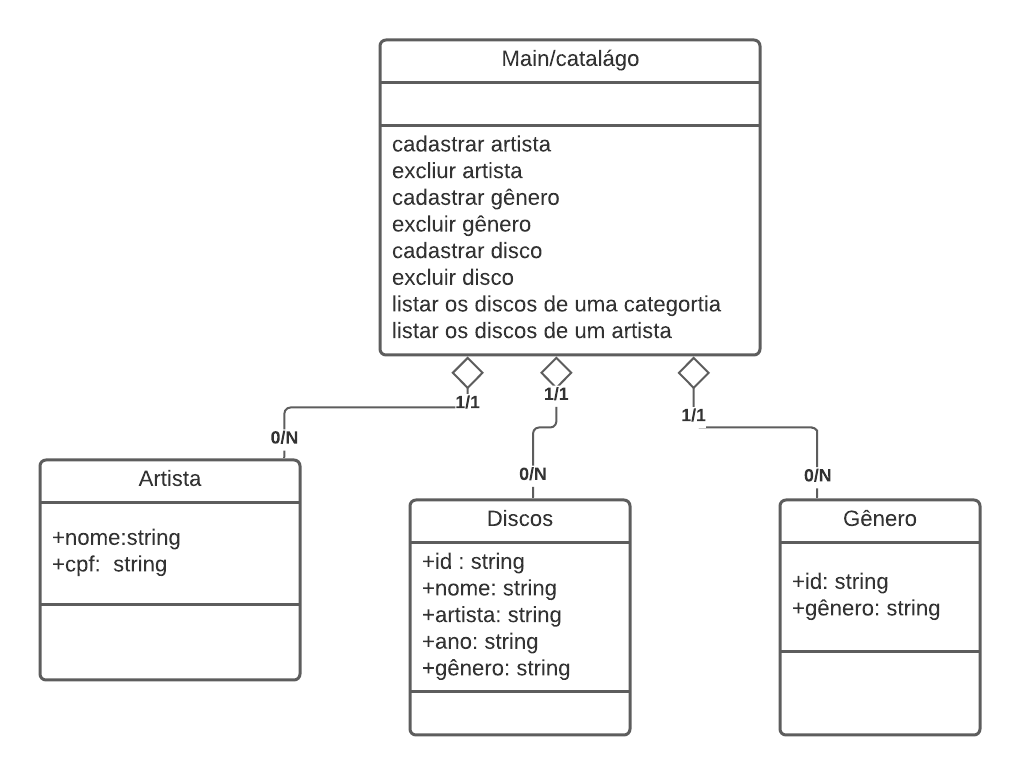 Main/catalágo
cadastrar artista
excliur artista
cadastrar gênero
excluir gênero
cadastrar disco
excluir disco
listar os discos de uma categortia
listar os discos de um artista
1/1
1/1
1/1
0/N
0/N
0/N
Artista
+nome:string
+cpf:  string
Discos
+id : string
+nome: string
+artista: string
+ano: string
+gênero: string
Gênero
+id: string
+gênero: string